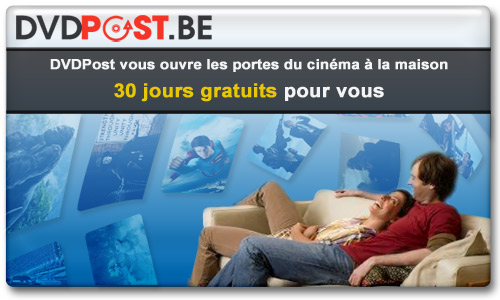 DVDPOST.BE
DVDPost vous ouvre les portes du cinéma à la maison
30 jours gratuits pour vous